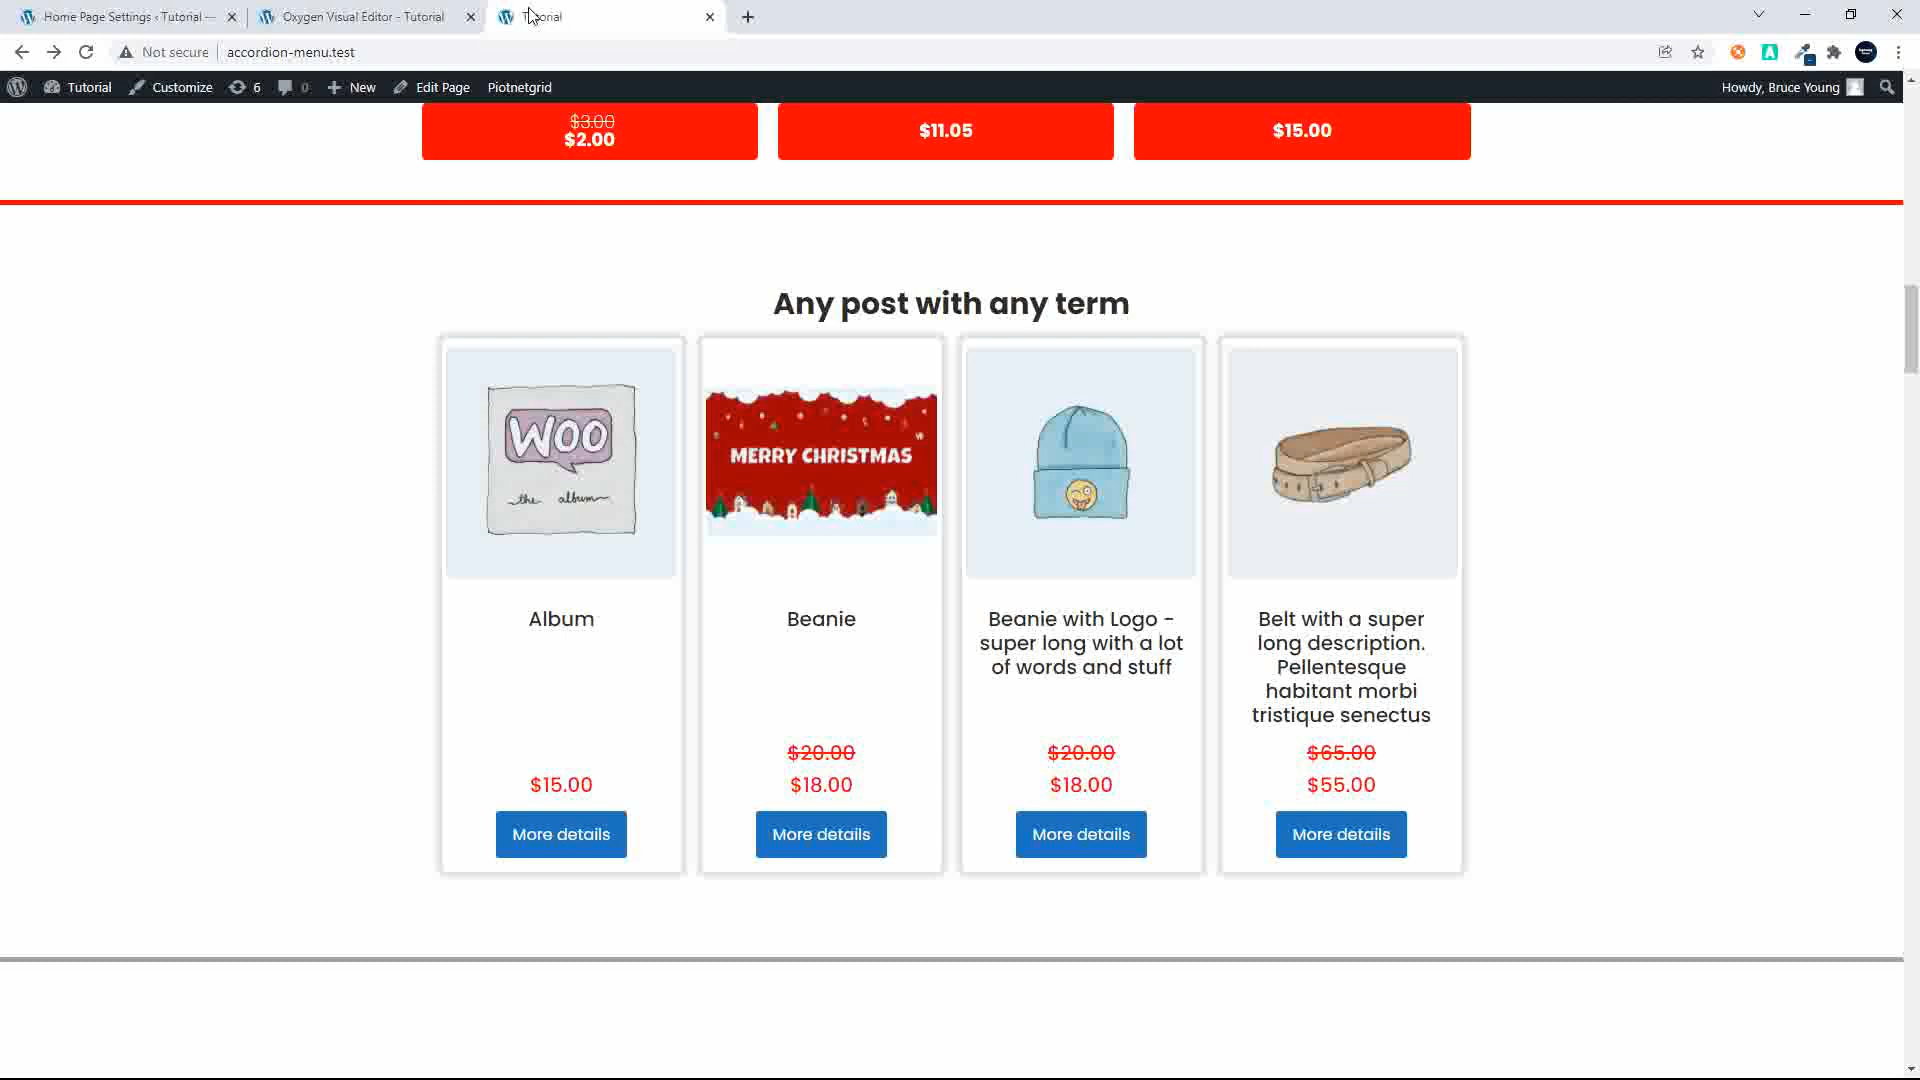 Home Page Settings ‹ Tutorial —
Oxygen Visual Editor - Tutorial
Not secure
accordion-menu.test
Tutorial
Customize
6
0
New
Edit Page
Piotnetgrid
Howdy, Bruce Young
$3.00
$2.00
$11.05
$15.00
Any post with any term
WOO
the album
MERRY CHRISTMAS
Album
Beanie
Beanie with Logo -
super long with a lot
of words and stuff
Belt with a super
long description.
Pellentesque
habitant morbi
tristique senectus
$20.00
$20.00
$65.00
$15.00
$18.00
$18.00
$55.00
More details
More details
More details
More details